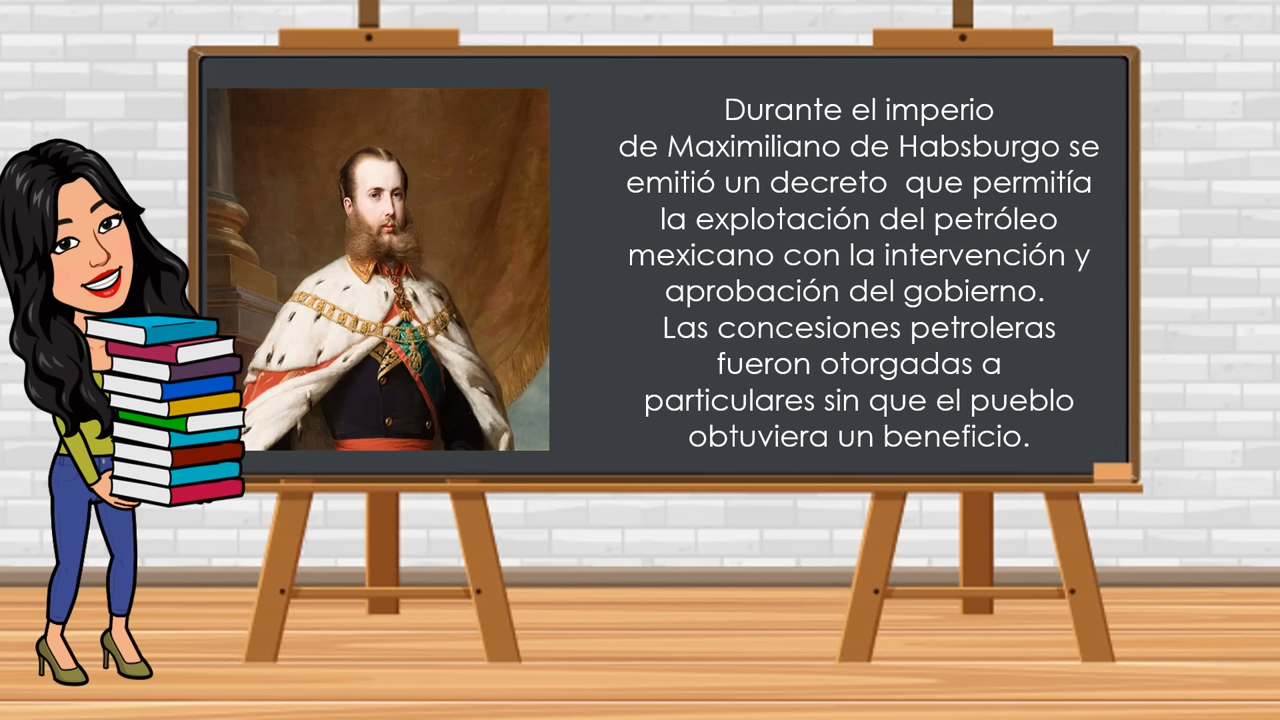 Durante el imperio
de Maximiliano de Habsburgo se
emitió un decreto  que permitía
la explotación del petróleo
mexicano con la intervención y
aprobación del gobierno.
Las concesiones petroleras
fueron otorgadas a
particulares sin que el pueblo
obtuviera un beneficio.